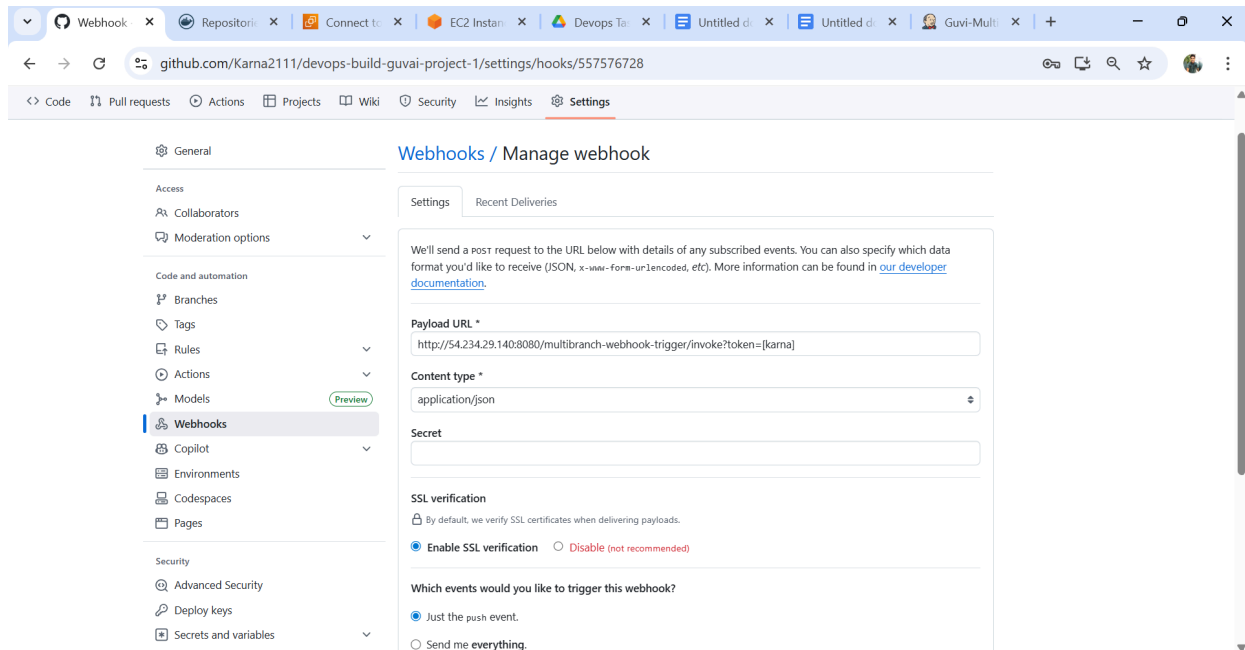 Webhook
Repositorie
Connect to
EC2 Instan
Devops Ta
Untitled d
Untitled d
Guvi-Multi
github.com/Karna2111/devops-build-guvai-project-1/settings/hooks/557576728
Code Pull requests Actions Projects Wiki Security Insights Settings
General
Access
Collaborators
Moderation options
Code and automation
Branches
Tags
Rules
Actions
Models Preview
Webhooks
Copilot
Environments
Codespaces
Pages
Security
Advanced Security
Deploy keys
Secrets and variables
Webhooks / Manage webhook
Settings Recent Deliveries
We'll send a POST request to the URL below with details of any subscribed events. You can also specify which data
format you'd like to receive (JSON, x-www-form-urlencoded, etc). More information can be found in our developer
documentation.
Payload URL *
http://54.234.29.140:8080/multibranch-webhook-trigger/invoke?token=[karna]
Content type *
application/json
Secret
SSL verification
By default, we verify SSL certificates when delivering payloads.
Enable SSL verification Disable (not recommended)
Which events would you like to trigger this webhook?
Just the push event.
Send me everything.